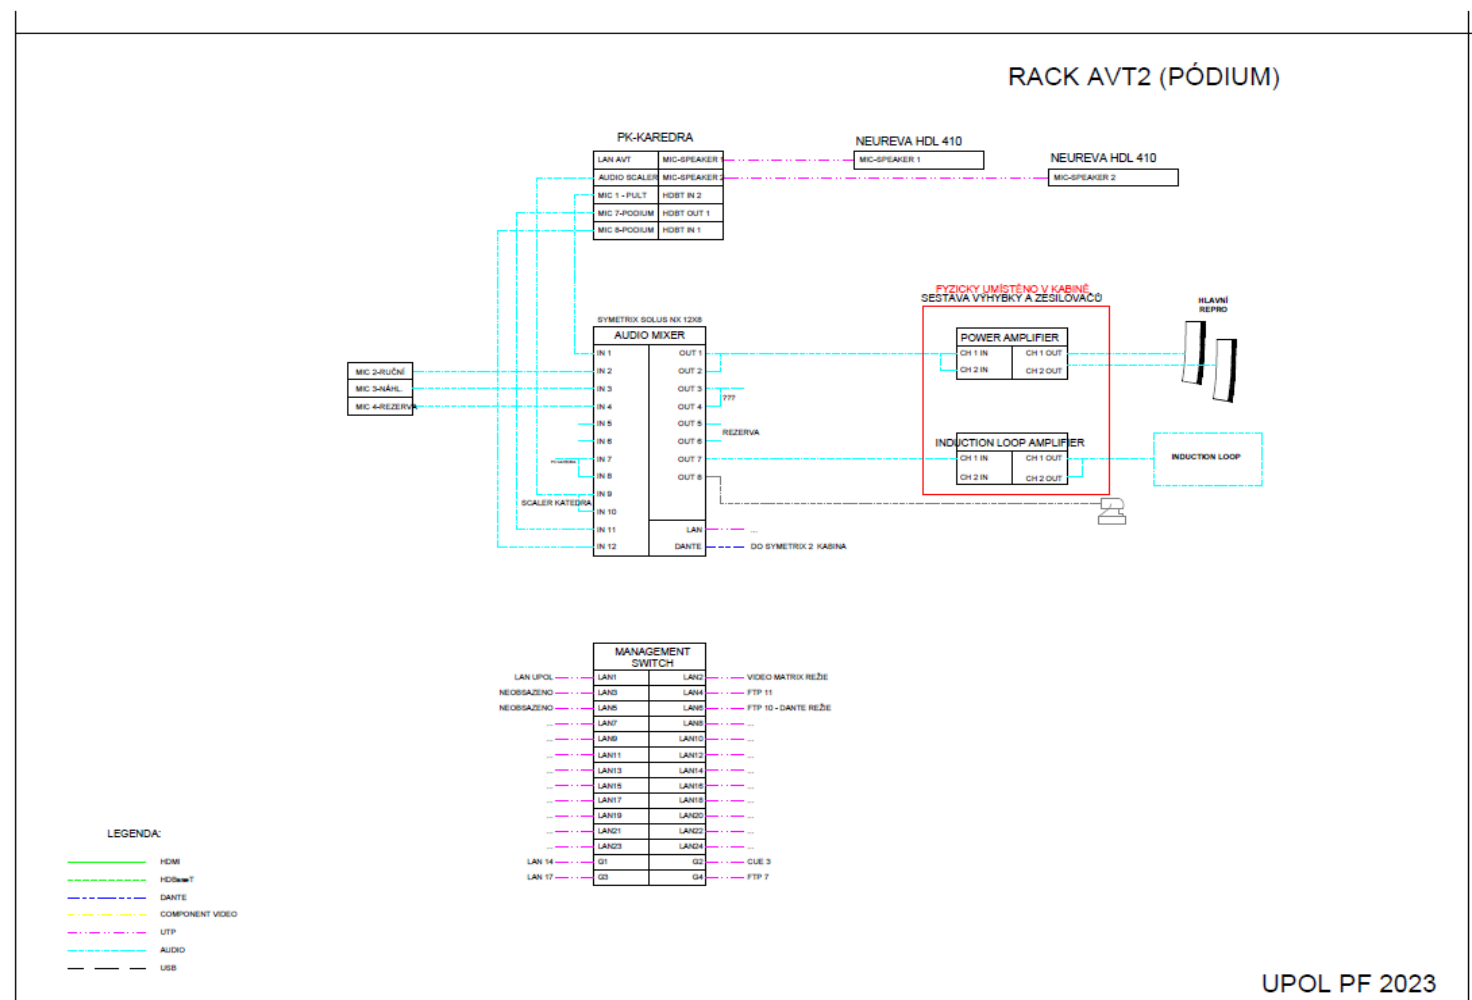 RACK AVT2 (PÓDIUM)
PK-KAREDRA
LAN AVT MIC-SPEAKER 1
AUDIO SCALER MIC-SPEAKER 2
MIC 1 - PULT HDBT IN 2
MIC 7-PODIUM HDBT OUT 1
MIC 8-PODIUM HDBT IN 1
NEUREVA HDL 410
MIC-SPEAKER 1
NEUREVA HDL 410
MIC-SPEAKER 2
FYZICKY UMÍSTĚNO V KABINĚ
SESTAVA VÝHYBKY A ZESILOVAČŮ
HLAVNÍ
REPRO
SYMETRIX SOLUS NX 12X8
AUDIO MIXER
IN 1 OUT 1
IN 2 OUT 2
IN 3 OUT 3
IN 4 OUT 4
IN 5 OUT 5
IN 6 OUT 6
IN 7 OUT 7
IN 8 OUT 8
IN 9
IN 10
IN 11 LAN ...
IN 12 DANTE DO SYMETRIX 2 KABINA
MIC 2-RUČNÍ
MIC 3-NÁHL.
MIC 4-REZERVA
???
REZERVA
SCALER KATEDRA
POWER AMPLIFIER
CH 1 IN CH 1 OUT
CH 2 IN CH 2 OUT
INDUCTION LOOP AMPLIFIER
CH 1 IN CH 1 OUT
CH 2 IN CH 2 OUT
INDUCTION LOOP
MANAGEMENT
SWITCH
LAN UPOL LAN1 LAN2 VIDEO MATRIX REŽIE
NEOBSAZENO LAN3 LAN4 FTP 11
NEOBSAZENO LAN5 LAN6 FTP 10 - DANTE REŽIE
... LAN7 LAN8 ...
... LAN9 LAN10 ...
... LAN11 LAN12 ...
... LAN13 LAN14 ...
... LAN15 LAN16 ...
... LAN17 LAN18 ...
... LAN19 LAN20 ...
... LAN21 LAN22 ...
... LAN23 LAN24 ...
LAN 14 G1 G2 CUE 3
LAN 17 G3 G4 FTP 7
LEGENDA:
HDMI
HDBaseT
DANTE
COMPONENT VIDEO
UTP
AUDIO
USB
UPOL PF 2023